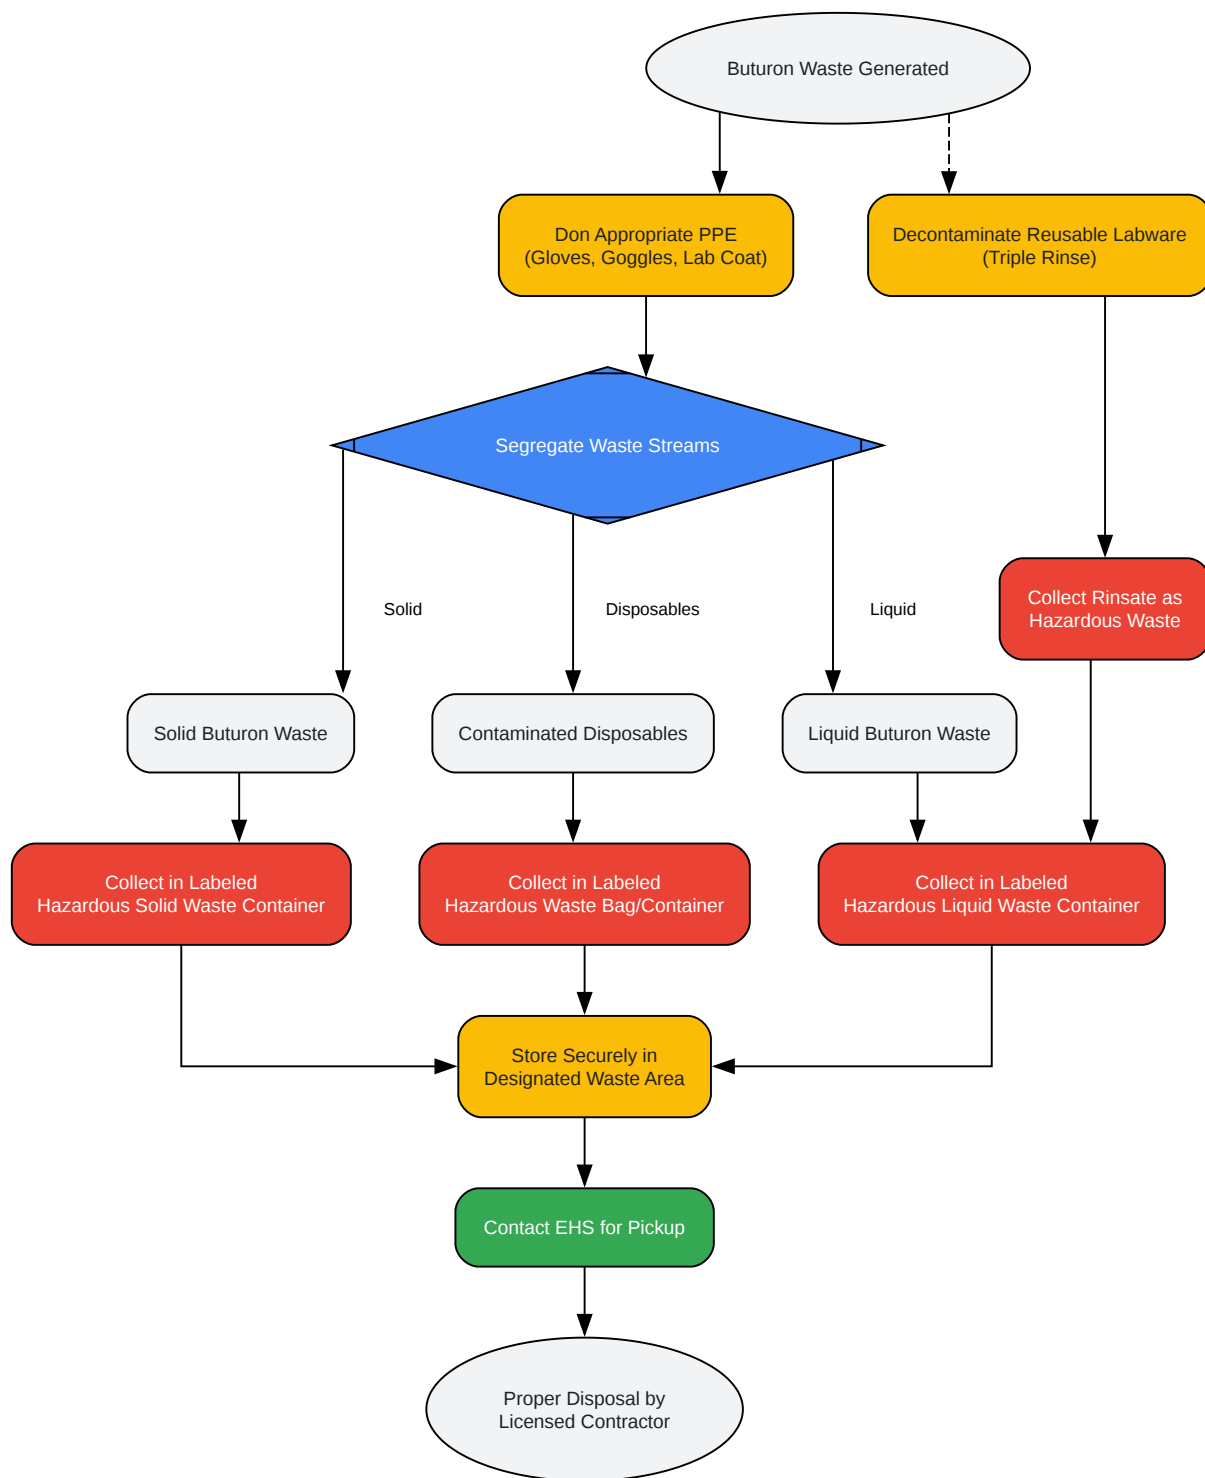 Buturon Waste Generated
Don Appropriate PPE
(Gloves, Goggles, Lab Coat)
Decontaminate Reusable Labware
(Triple Rinse)
Segregate Waste Streams
Solid
Disposables
Liquid
Collect Rinsate as
Hazardous Waste
Solid Buturon Waste
Contaminated Disposables
Liquid Buturon Waste
Collect in Labeled
Hazardous Solid Waste Container
Collect in Labeled
Hazardous Waste Bag/Container
Collect in Labeled
Hazardous Liquid Waste Container
Store Securely in
Designated Waste Area
Contact EHS for Pickup
Proper Disposal by
Licensed Contractor